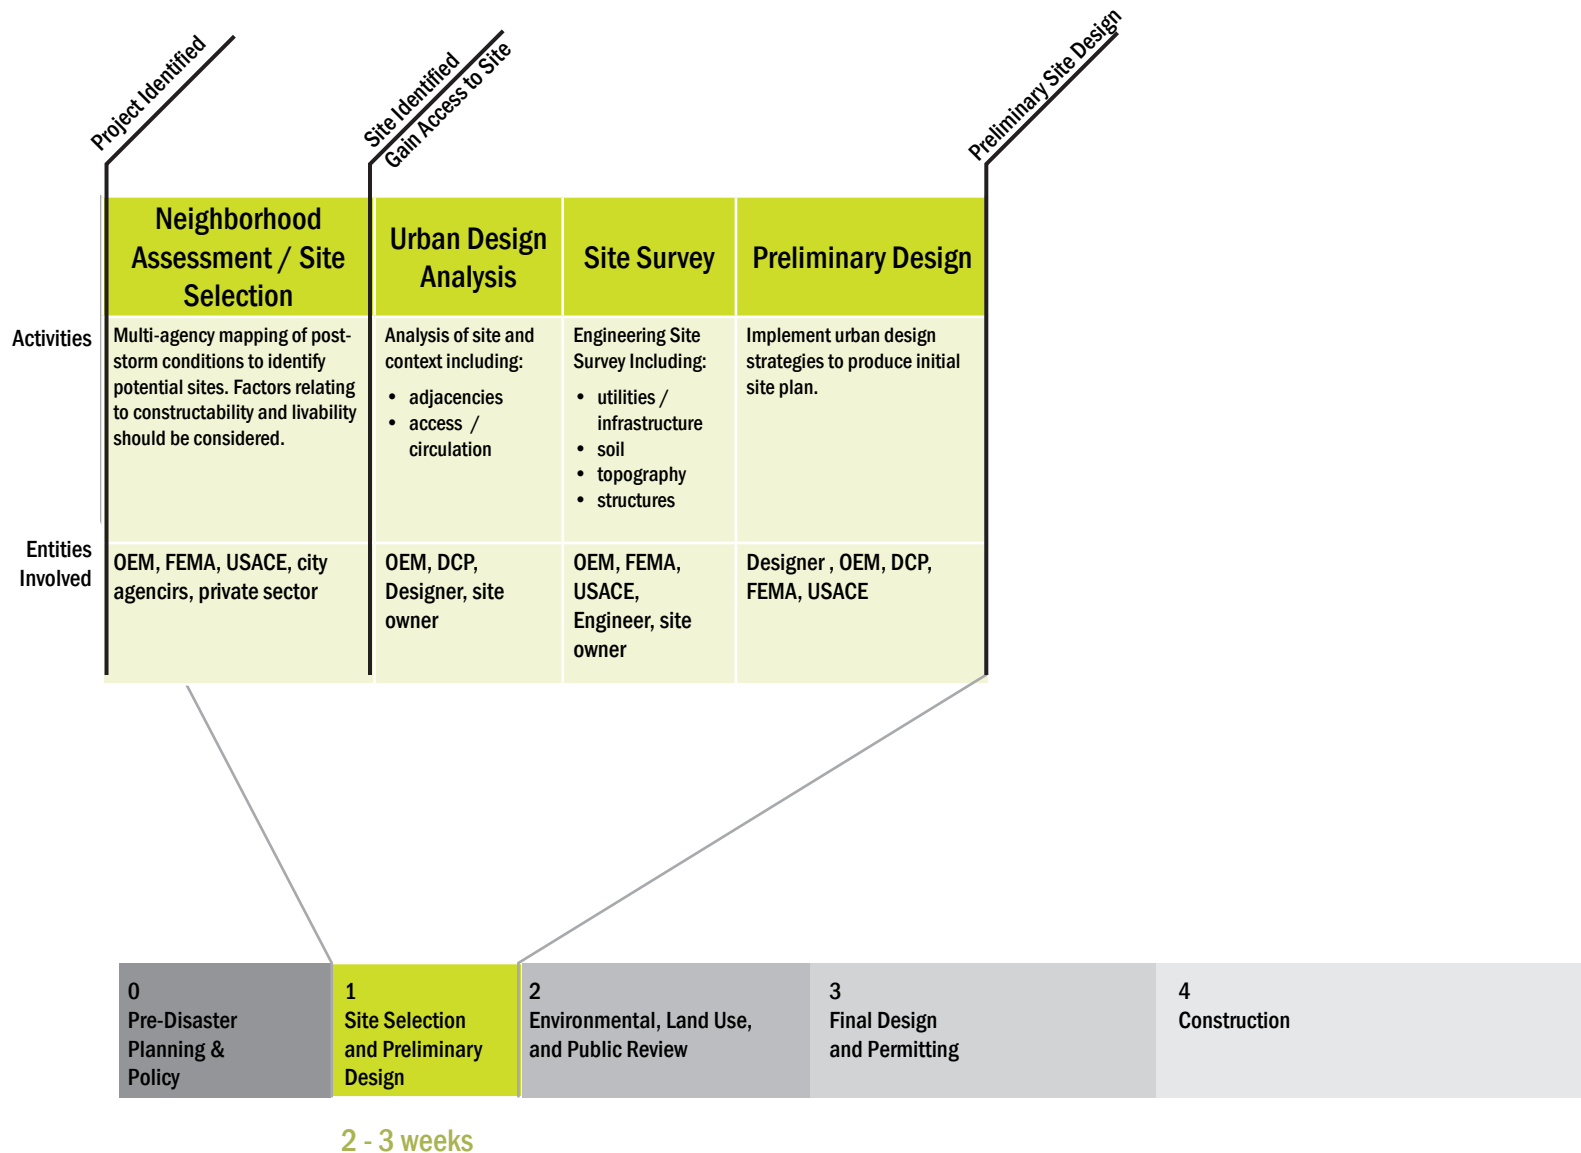 Project Identified
Site Identified
Gain Access to Site
Preliminary Site Design
Neighborhood
Assessment / Site
Selection
Urban Design
Analysis
Site Survey
Preliminary Design
Activities
Multi-agency mapping of post-
storm conditions to identify
potential sites. Factors relating
to constructability and livability
should be considered.
Analysis of site and
context including:
• adjacencies
• access /
circulation
Engineering Site
Survey Including:
• utilities /
infrastructure
• soil
• topography
• structures
Implement urban design
strategies to produce initial
site plan.
Entities
Involved
OEM, FEMA, USACE, city
agencirs, private sector
OEM, DCP,
Designer, site
owner
OEM, FEMA,
USACE,
Engineer, site
owner
Designer , OEM, DCP,
FEMA, USACE
0
Pre-Disaster
Planning &
Policy
1
Site Selection
and Preliminary
Design
2
Environmental, Land Use,
and Public Review
3
Final Design
and Permitting
4
Construction
2 - 3 weeks